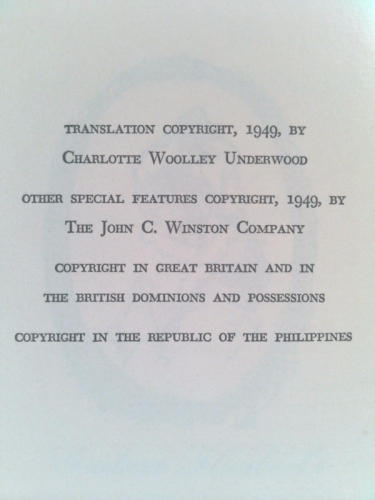 TRANSLATION COPYRIGHT, 1949, BY
CHARLOTTE WOOLLEY UNDERWOOD
OTHER SPECIAL FEATURES COPYRIGHT, 1949, BY
THE JOHN C. WINSTON COMPANY
COPYRIGHT IN GREAT BRITAIN AND IN
THE BRITISH DOMINIONS AND POSSESSIONS
COPYRIGHT IN THE REPUBLIC OF THE PHILIPPINES